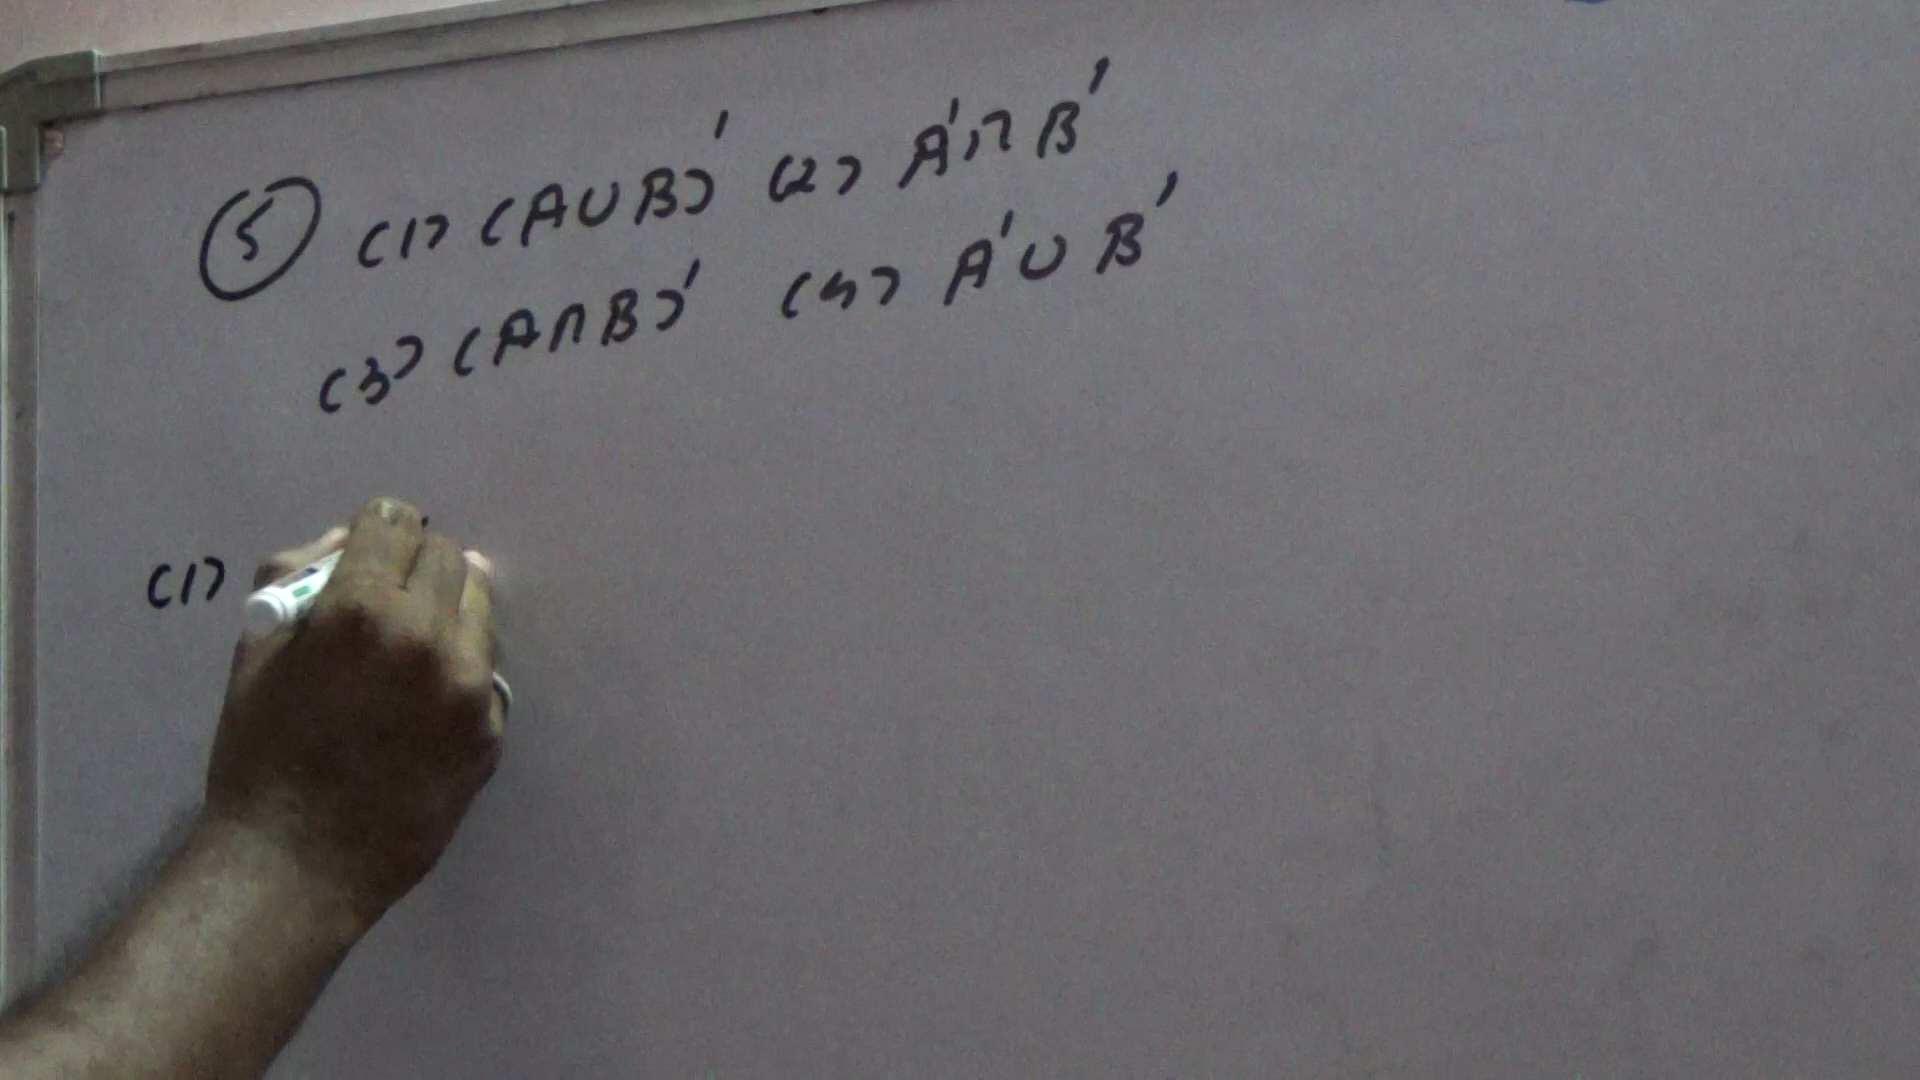 (5) (1) (A∪B)' (2) A'∩B'
(3) (A∩B)' (4) A'∪B'
(1)